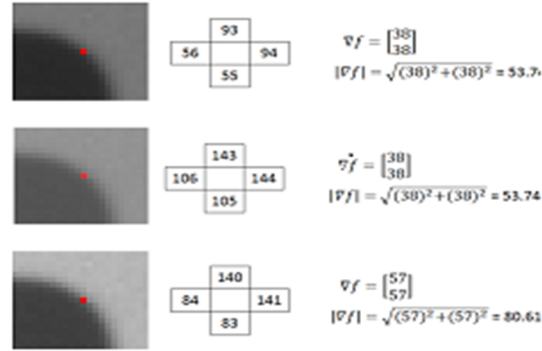 93
56 94
55
∇f = [38 38]
|∇f| = √(38)²+(38)² = 53.7
143
106 144
105
∇f = [38 38]
|∇f| = √(38)²+(38)² = 53.74
140
84 141
83
∇f = [57 57]
|∇f| = √(57)²+(57)² = 80.61